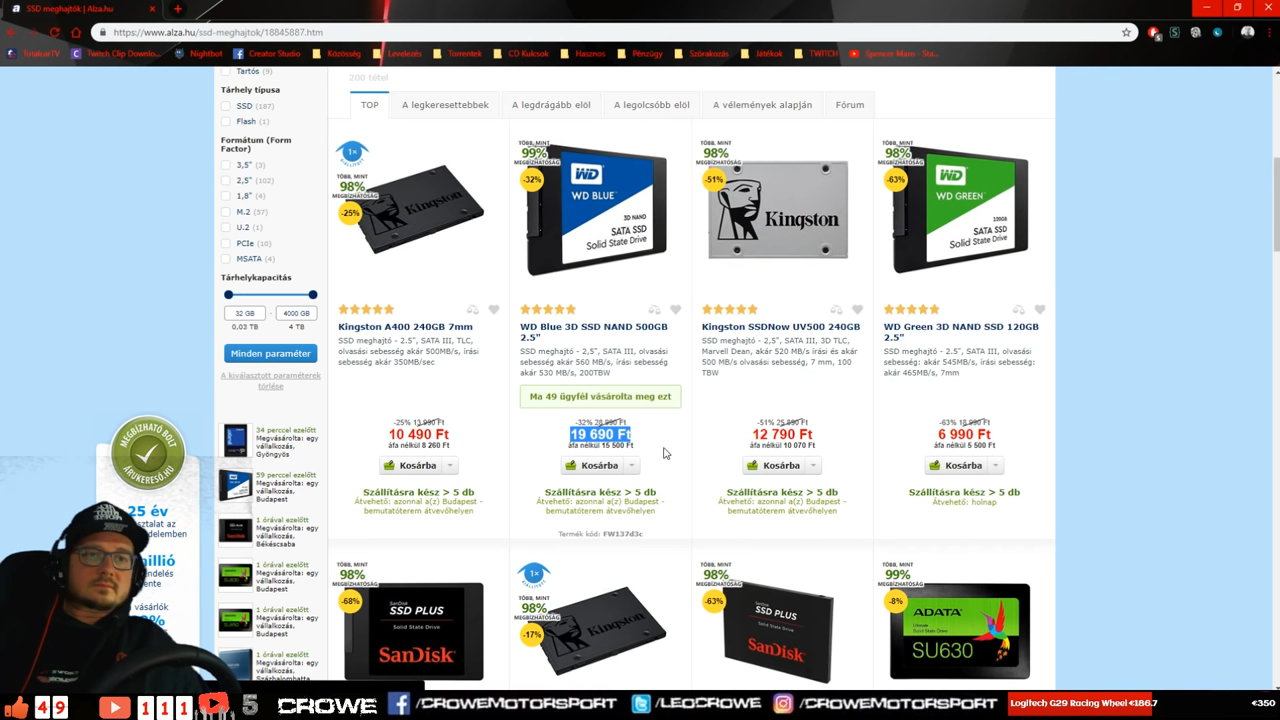 SSD meghajtók | Alza.hu
https://www.alza.hu/ssd-meghajtok/18845887.htm
Twitch Clip Downlo...
Nightbot
Creator Studio
Közösség
Levelezés
Torrentek
CD Kulcsok
Hasznos
Pénzügy
Szórakozás
Játékok
TWITCH
200 tétel
Tartós (9)
Tárhely típusa
SSD (187)
Flash (1)
Formátum (Form
Factor)
3,5" (3)
2,5" (102)
1,8" (4)
M.2 (57)
U.2 (1)
PCIe (10)
MSATA (4)
Tárhelykapacitás
32 GB - 4000 GB
0.03 TB 4 TB
Minden paraméter
A kiválasztott paraméterek
törlése
TOP
A legkeresettebbek
A legdrágább elöl
A legolcsóbb elöl
A vélemények alapján
Fórum
1×
TÖBB, MINT
98%
MEGBÍZHATÓSÁG
-25%
Kingston
Kingston A400 240GB 7mm
SSD meghajtó - 2.5", SATA III, TLC,
olvasási sebesség akár 500MB/s, írási
sebesség akár 350MB/sec
-25% 13 990 Ft
10 490 Ft
áfa nélkül 8 260 Ft
Kosárba
Szállításra kész > 5 db
Átvehető: azonnal a(z) Budapest -
bemutatóterem átvevőhelyen
TÖBB, MINT
99%
MEGBÍZHATÓSÁG
-32%
WD
WD BLUE
3D NAND
SATA SSD
Solid State Drive
WD Blue 3D SSD NAND 500GB
2.5"
SSD meghajtó - 2,5", SATA III, olvasási
sebesség akár 560 MB/s, írási sebesség
akár 530 MB/s, 200TBW
Ma 49 ügyfél vásárolta meg ezt
-32% 28 990 Ft
19 690 Ft
áfa nélkül 15 500 Ft
Kosárba
Szállításra kész > 5 db
Átvehető: azonnal a(z) Budapest -
bemutatóterem átvevőhelyen
Termék kód: FW137d3c
TÖBB, MINT
98%
MEGBÍZHATÓSÁG
-51%
Kingston
Kingston SSDNow UV500 240GB
SSD meghajtó - 2,5", SATA III, 3D TLC,
Marvell Dean, akár 520 MB/s írási és akár
500 MB/s olvasási sebesség, 7 mm, 100
TBW
-51% 25 890 Ft
12 790 Ft
áfa nélkül 10 070 Ft
Kosárba
Szállításra kész > 5 db
Átvehető: azonnal a(z) Budapest -
bemutatóterem átvevőhelyen
TÖBB, MINT
98%
MEGBÍZHATÓSÁG
-63%
WD
WD GREEN
SATA SSD
Solid State Drive
WD Green 3D NAND SSD 120GB
2.5"
SSD meghajtó - 2.5", SATA III, olvasási
sebesség: akár 545MB/s, írási sebesség:
akár 465MB/s, 7mm
-63% 18 990 Ft
6 990 Ft
áfa nélkül 5 500 Ft
Kosárba
Szállításra kész > 5 db
Átvehető: holnap
34 perccel ezelőtt
Megvásárolta: egy
vállalkozás,
Gyöngyös
59 perccel ezelőtt
Megvásárolta: egy
vállalkozás,
Budapest
1 órával ezelőtt
Megvásárolta: egy
vállalkozás,
Békéscsaba
1 órával ezelőtt
Megvásárolta: egy
vállalkozás,
Budapest
1 órával ezelőtt
Megvásárolta: egy
vállalkozás,
Budapest
1 órával ezelőtt
Megvásárolta: egy
vállalkozás,
Százhalombatta
MEGBÍZHATÓ BOLT
ÁRUKERESŐ.HU
25 év
TÖBB, MINT
98%
MEGBÍZHATÓSÁG
-68%
SanDisk
SSD PLUS
Solid State Drive
SanDisk
1×
TÖBB, MINT
98%
MEGBÍZHATÓSÁG
-17%
Kingston
TÖBB, MINT
98%
MEGBÍZHATÓSÁG
-63%
SanDisk
SSD PLUS
Solid State Drive
SanDisk
TÖBB, MINT
99%
MEGBÍZHATÓSÁG
-8%
ADATA
SU630
49
111
5
CROWE
/CROWEMOTORSPORT
/LEOCROWE
/CROWEMOTORSPORT
Logitech G29 Racing Wheel €186.7
€350